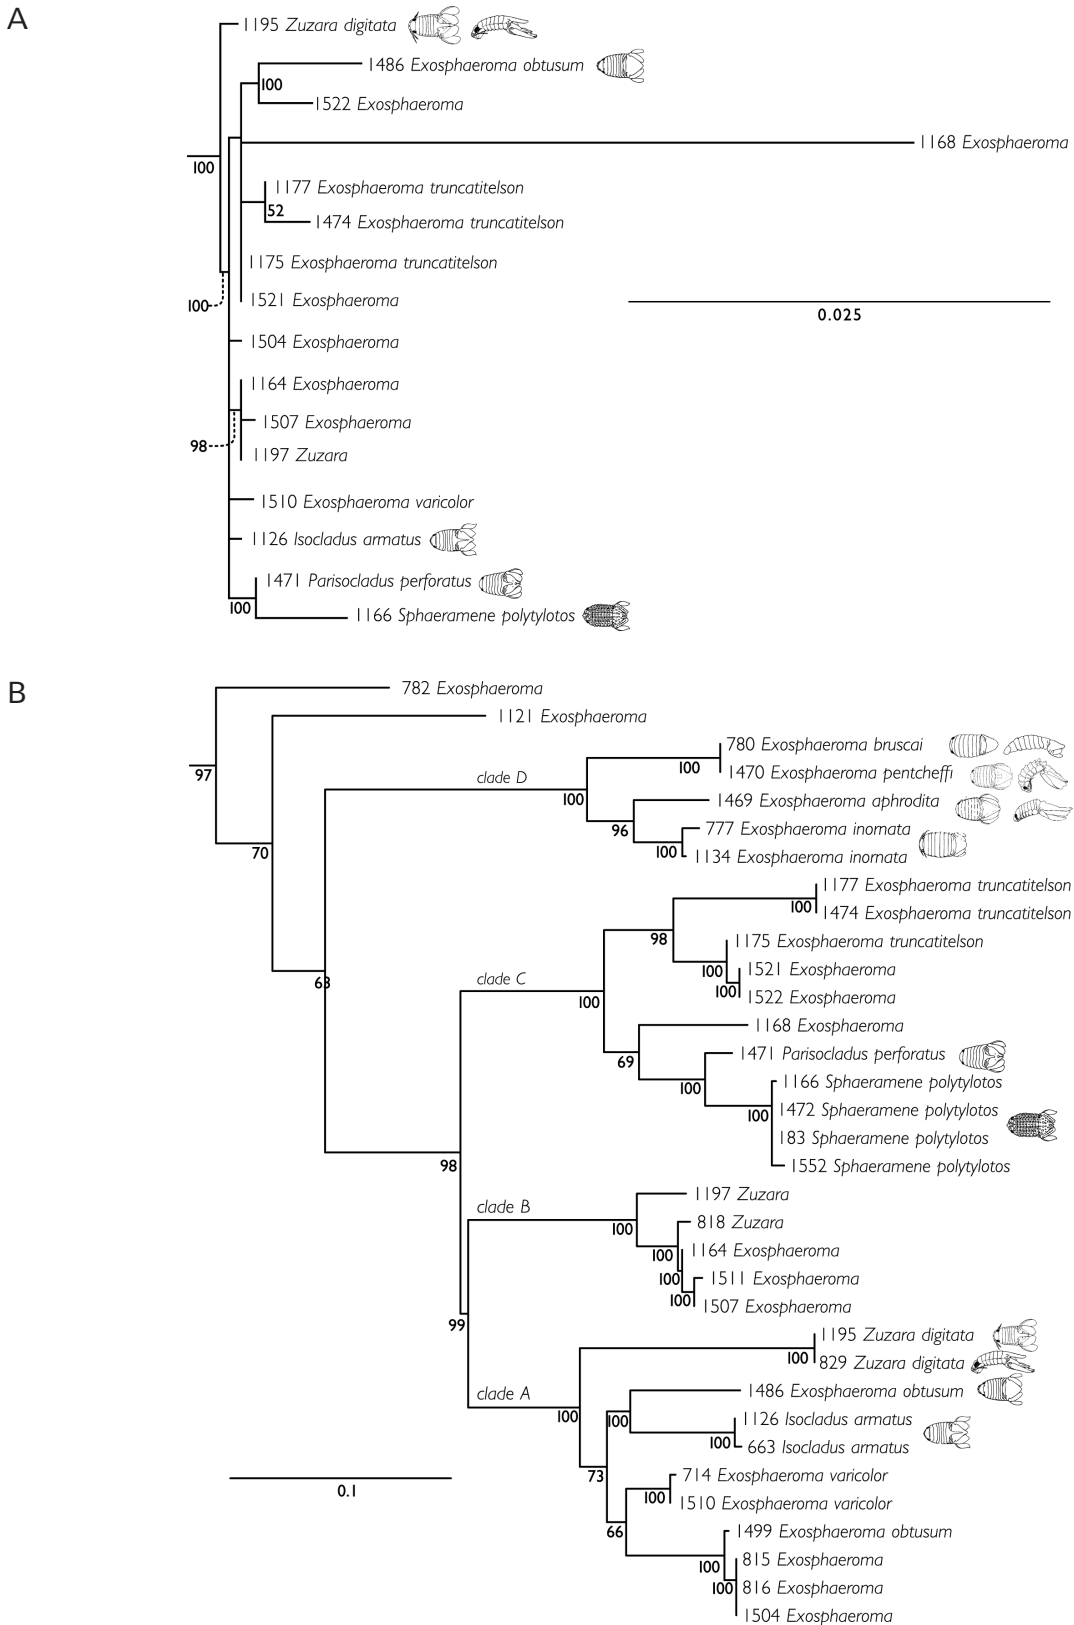 A
1195 Zuzara digitata
1486 Exosphaeroma obtusum
100
1522 Exosphaeroma
1168 Exosphaeroma
100
1177 Exosphaeroma truncatitelson
52
1474 Exosphaeroma truncatitelson
1175 Exosphaeroma truncatitelson
100
1521 Exosphaeroma
0.025
1504 Exosphaeroma
1164 Exosphaeroma
1507 Exosphaeroma
98
1197 Zuzara
1510 Exosphaeroma varicolor
1126 Isocladus armatus
1471 Parisocladus perforatus
100
1166 Sphaeramene polytylotos
B
782 Exosphaeroma
1121 Exosphaeroma
97
780 Exosphaeroma bruscai
100
1470 Exosphaeroma pentcheffi
clade D
100
1469 Exosphaeroma aphrodita
96
777 Exosphaeroma inornata
100
1134 Exosphaeroma inornata
70
1177 Exosphaeroma truncatitelson
100
1474 Exosphaeroma truncatitelson
98
1175 Exosphaeroma truncatitelson
100
1521 Exosphaeroma
63
clade C
100
1522 Exosphaeroma
100
1168 Exosphaeroma
69
1471 Parisocladus perforatus
100
1166 Sphaeramene polytylotos
100
1472 Sphaeramene polytylotos
183 Sphaeramene polytylotos
98
1552 Sphaeramene polytylotos
1197 Zuzara
clade B
100
818 Zuzara
100
1164 Exosphaeroma
100
1511 Exosphaeroma
100
1507 Exosphaeroma
99
1195 Zuzara digitata
100
829 Zuzara digitata
clade A
1486 Exosphaeroma obtusum
100
100
1126 Isocladus armatus
100
663 Isocladus armatus
73
714 Exosphaeroma varicolor
0.1
100
1510 Exosphaeroma varicolor
66
1499 Exosphaeroma obtusum
100
815 Exosphaeroma
100
816 Exosphaeroma
1504 Exosphaeroma